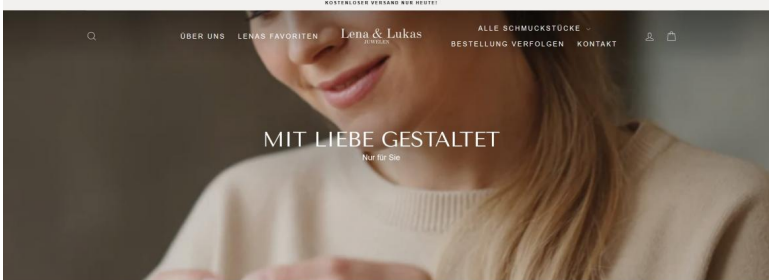 KOSTENLOSER VERSAND NUR HEUTE!
ÜBER UNS LENAS FAVORITEN
Lena & Lukas
JUWELEN
ALLE SCHMUCKSTÜCKE
BESTELLUNG VERFOLGEN KONTAKT
MIT LIEBE GESTALTET
Nur für Sie